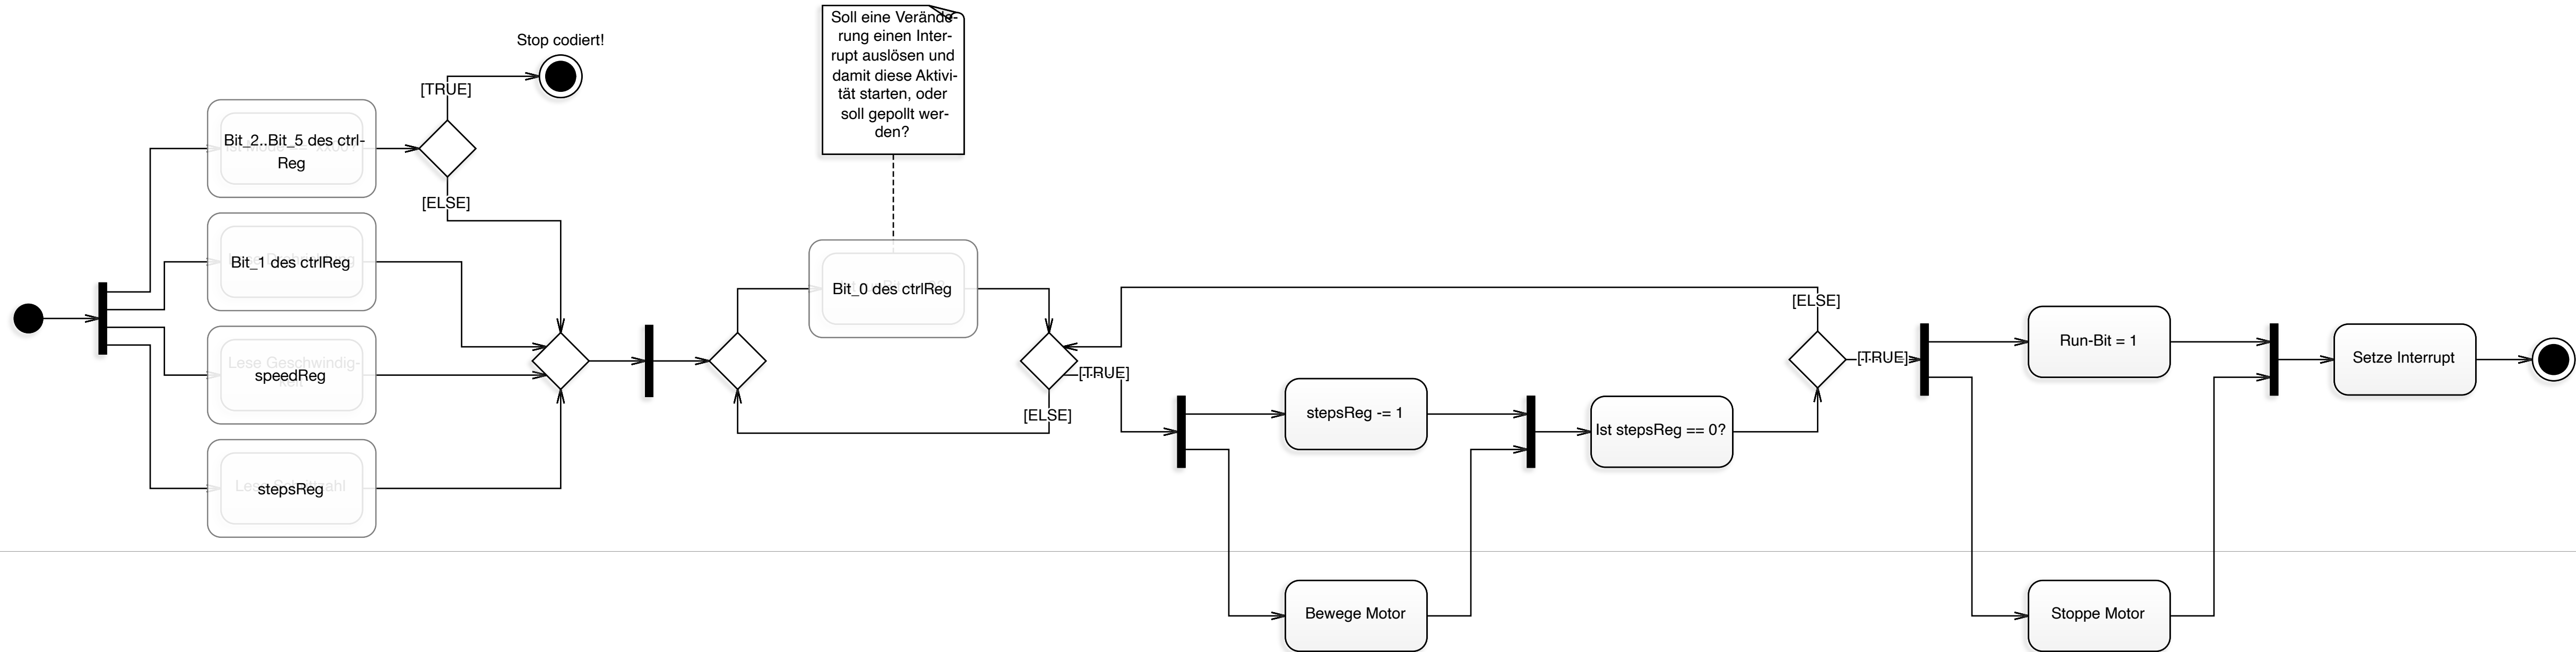 Stop codiert!
[TRUE]
Bit_2..Bit_5 des ctrl-
Reg
[ELSE]
Bit_1 des ctrlReg
Lese Geschwindig-
speedReg
stepsReg
Soll eine Verände-
rung einen Inter-
rupt auslösen und
damit diese Aktivi-
tät starten, oder
soll gepollt wer-
den?
Bit_0 des ctrlReg
[TRUE]
[ELSE]
stepsReg -= 1
Bewege Motor
Ist stepsReg == 0?
[ELSE]
[TRUE]
Run-Bit = 1
Stoppe Motor
Setze Interrupt